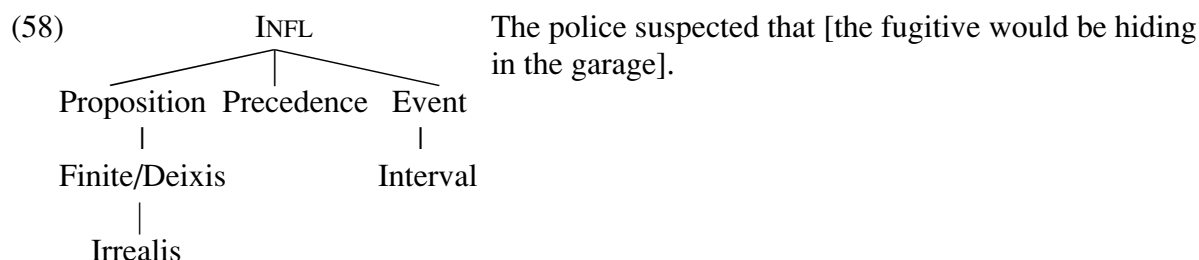 (58) INFL The police suspected that [the fugitive would be hiding
in the garage].
Proposition Precedence Event
Finite/Deixis Interval
Irrealis